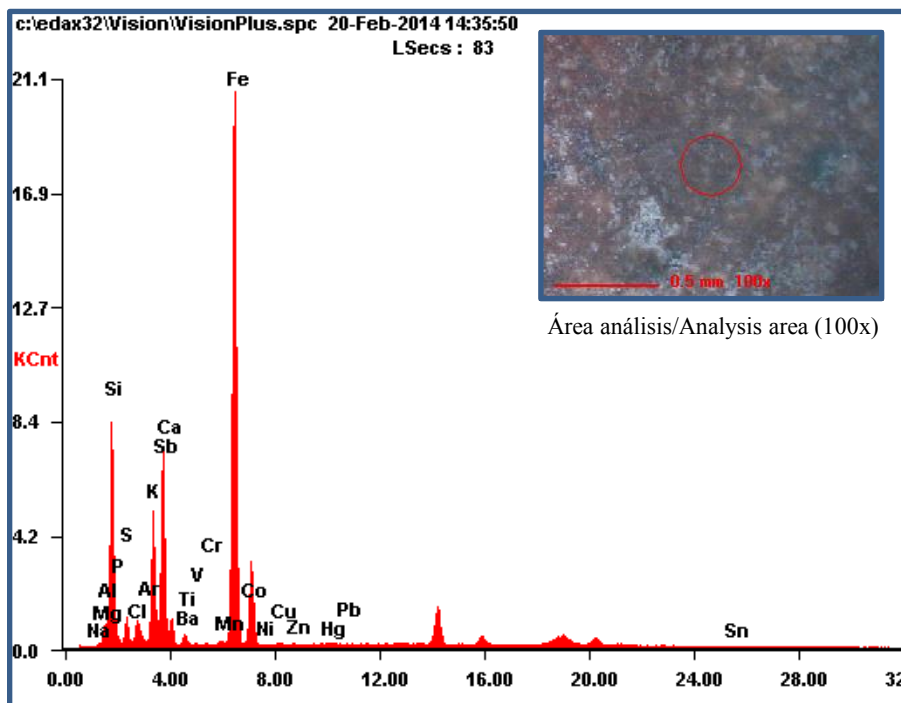 c:\edax32\Vision\VisionPlus.spc 20-Feb-2014 14:35:50
LSecs : 83
21.1
16.9
12.7
KCnt
8.4
4.2
0.0
Fe
Si
Ca
Sb
K
S
P
Cr
V
Al
Ar
Ti
Co
Mg
Cl
Ba
Cu
Pb
Na
Mn
Ni
Zn
Hg
Sn
0.00 4.00 8.00 12.00 16.00 20.00 24.00 28.00 32
0.5 mm 100x
Área análisis/Analysis area (100x)